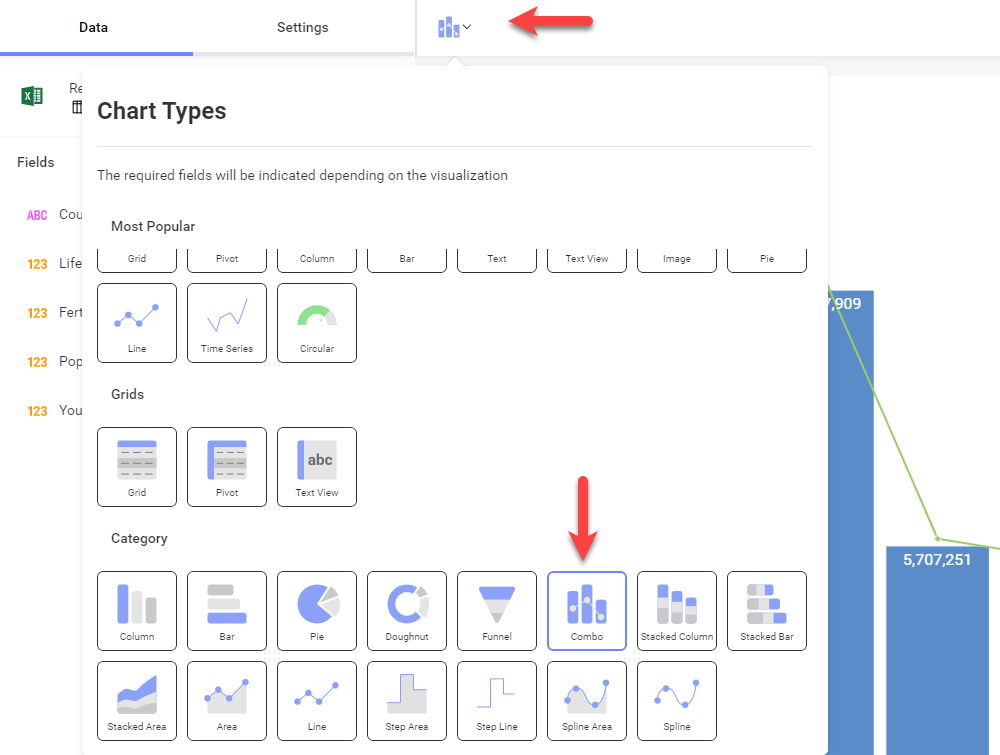 Data
Settings
Re
Chart Types
The required fields will be indicated depending on the visualization
Fields
ABC Cou
123 Life
123 Fert
123 Pop
123 You
Most Popular
Grid Pivot Column Bar Text Text View Image Pie
Line Time Series Circular
Grids
abc
Grid Pivot Text View
Category
Column Bar Pie Doughnut Funnel Combo Stacked Column Stacked Bar
Stacked Area Area Line Step Area Step Line Spline Area Spline
7,909
5,707,251